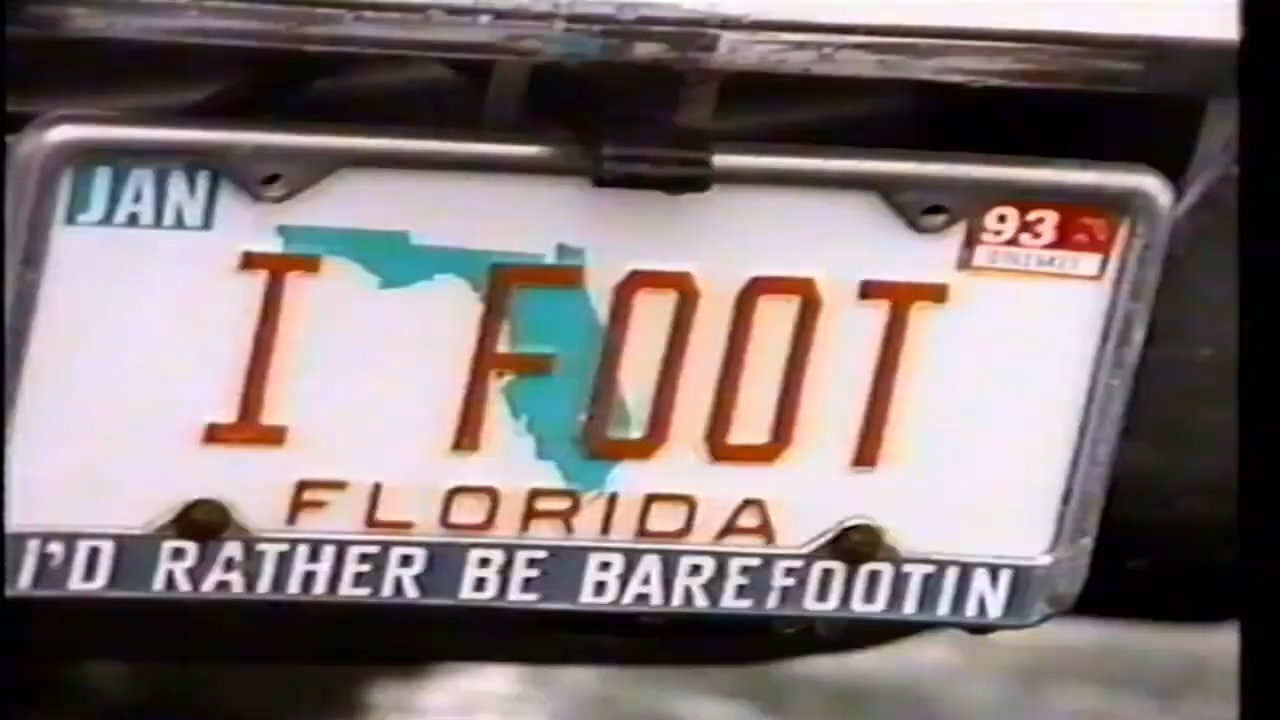 JAN
93
I FOOT
FLORIDA
I'D RATHER BE BAREFOOTIN